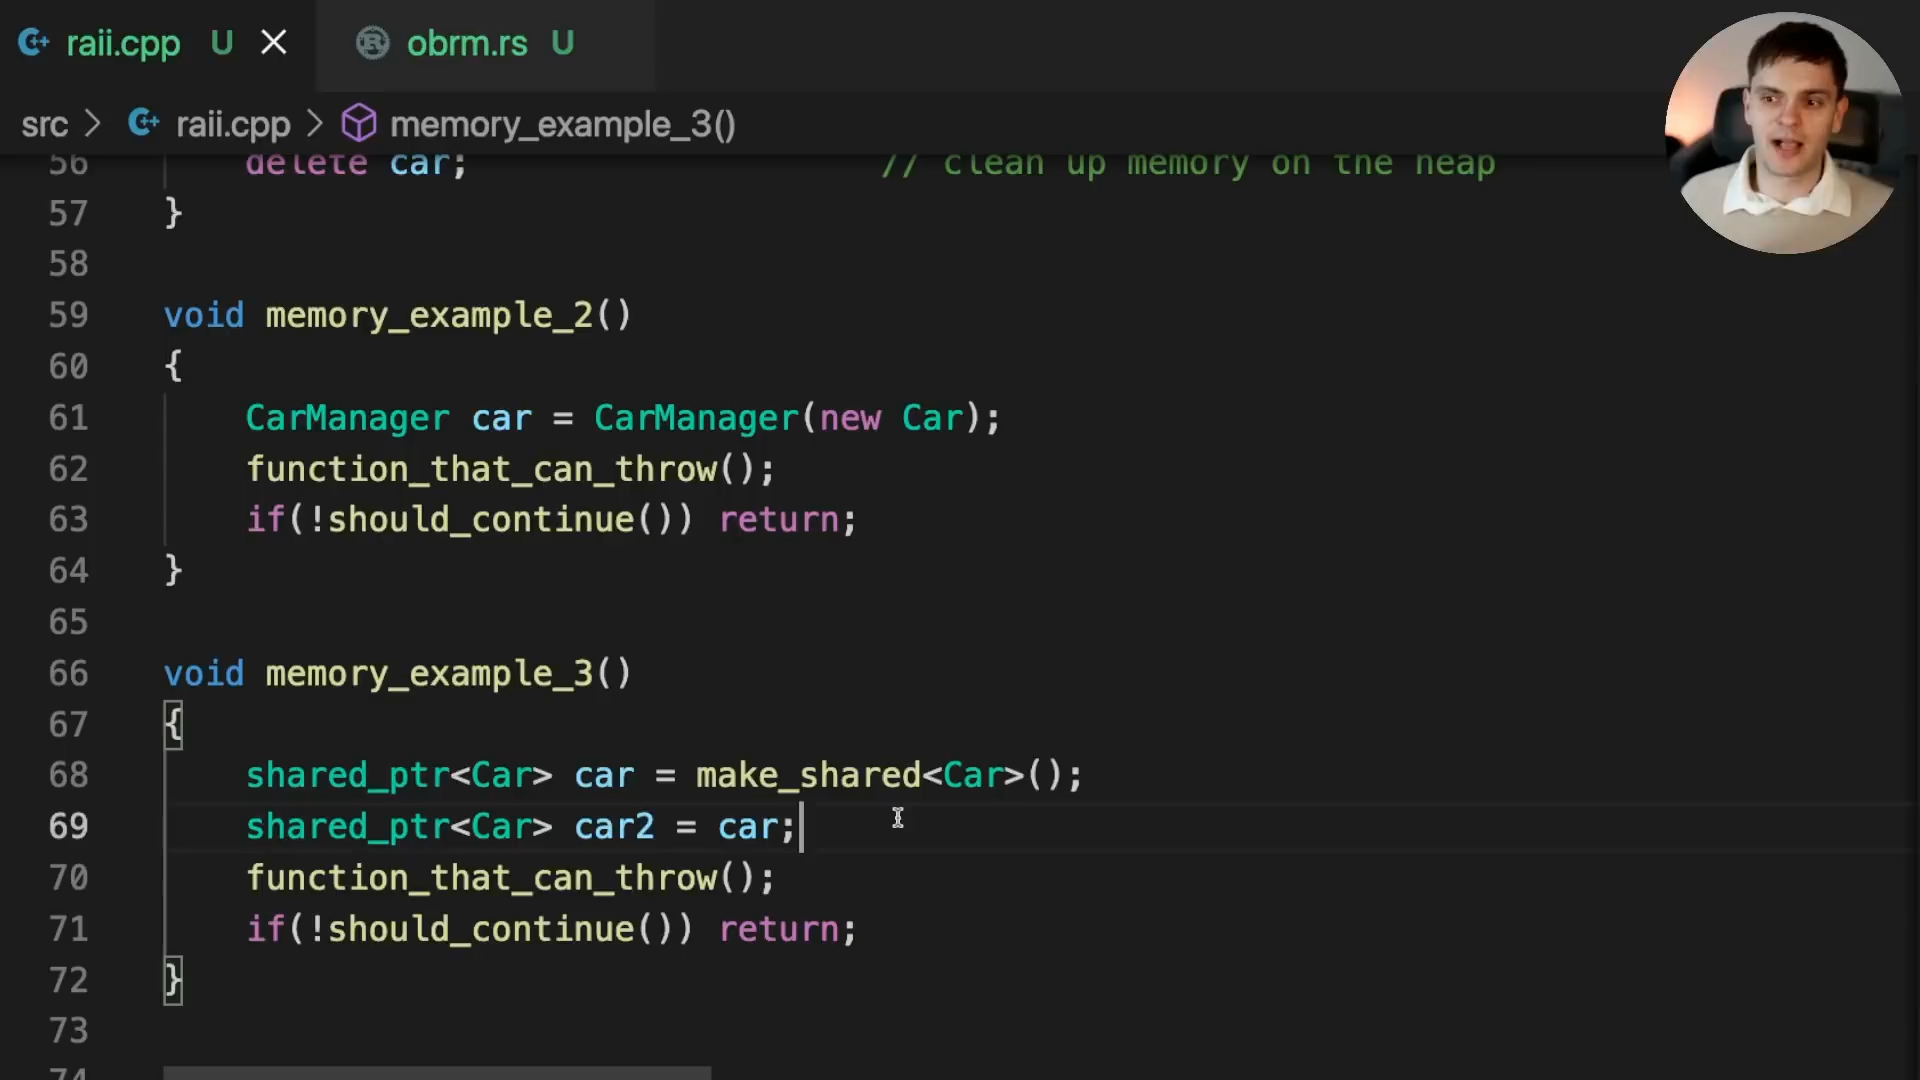 raii.cpp U
obrm.rs U
src > raii.cpp > memory_example_3()
56 delete car; // clean up memory on the heap
57 }
58
59 void memory_example_2()
60 {
61 CarManager car = CarManager(new Car);
62 function_that_can_throw();
63 if(!should_continue()) return;
64 }
65
66 void memory_example_3()
67 {
68 shared_ptr<Car> car = make_shared<Car>();
69 shared_ptr<Car> car2 = car;
70 function_that_can_throw();
71 if(!should_continue()) return;
72 }
73
74